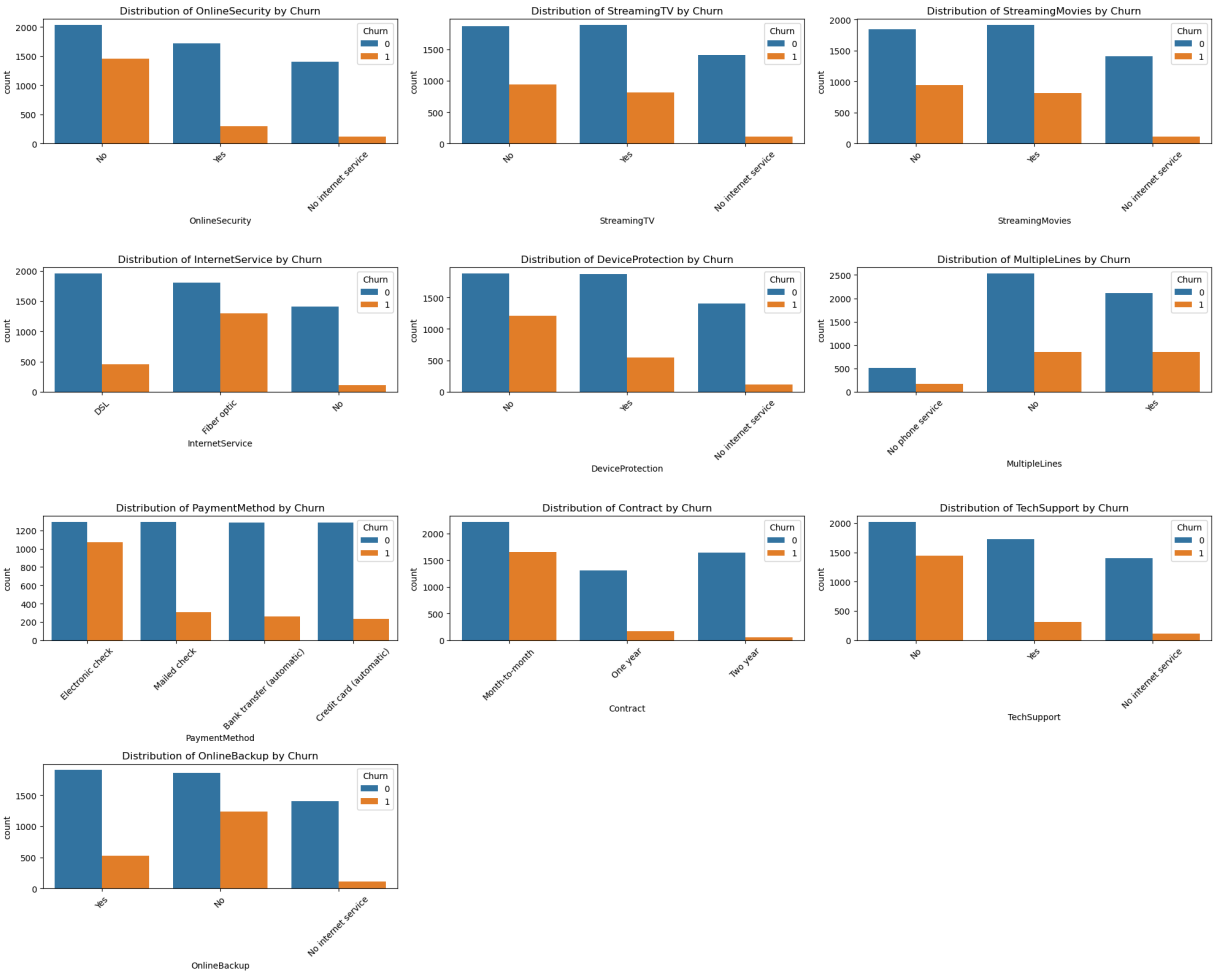 Distribution of OnlineSecurity by Churn
2000
1500
1000
500
0
count
Churn
0
1
No
Yes
No internet service
OnlineSecurity
Distribution of StreamingTV by Churn
1500
1000
500
0
count
Churn
0
1
No
Yes
No internet service
StreamingTV
Distribution of StreamingMovies by Churn
2000
1500
1000
500
0
count
Churn
0
1
No
Yes
No internet service
StreamingMovies
Distribution of InternetService by Churn
2000
1500
1000
500
0
count
Churn
0
1
DSL
Fiber optic
No
InternetService
Distribution of DeviceProtection by Churn
1500
1000
500
0
count
Churn
0
1
No
Yes
No internet service
DeviceProtection
Distribution of MultipleLines by Churn
2500
2000
1500
1000
500
0
count
Churn
0
1
No phone service
No
Yes
MultipleLines
Distribution of PaymentMethod by Churn
1200
1000
800
600
400
200
0
count
Churn
0
1
Electronic check
Mailed check
Bank transfer (automatic)
Credit card (automatic)
PaymentMethod
Distribution of Contract by Churn
2000
1500
1000
500
0
count
Churn
0
1
Month-to-month
One year
Two year
Contract
Distribution of TechSupport by Churn
2000
1500
1000
500
0
count
Churn
0
1
No
Yes
No internet service
TechSupport
Distribution of OnlineBackup by Churn
1500
1000
500
0
count
Churn
0
1
Yes
No
No internet service
OnlineBackup